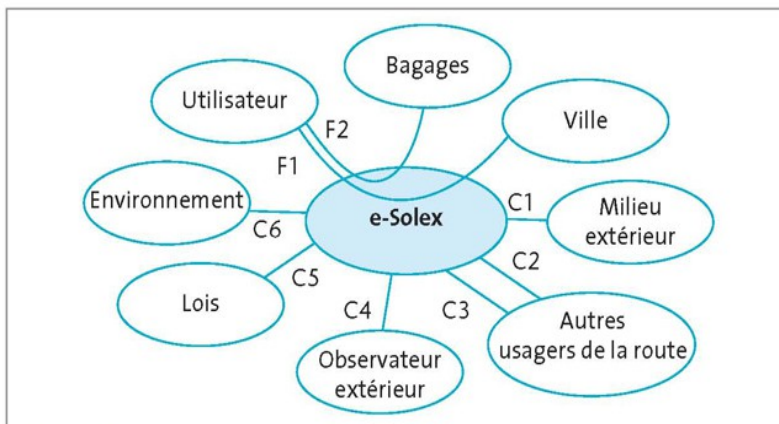 Bagages
Utilisateur
Ville
F2
F1
Environnement
e-Solex
C1
Milieu
extérieur
C6
C2
Lois
C5
C4
C3
Autres
usagers de la route
Observateur
extérieur